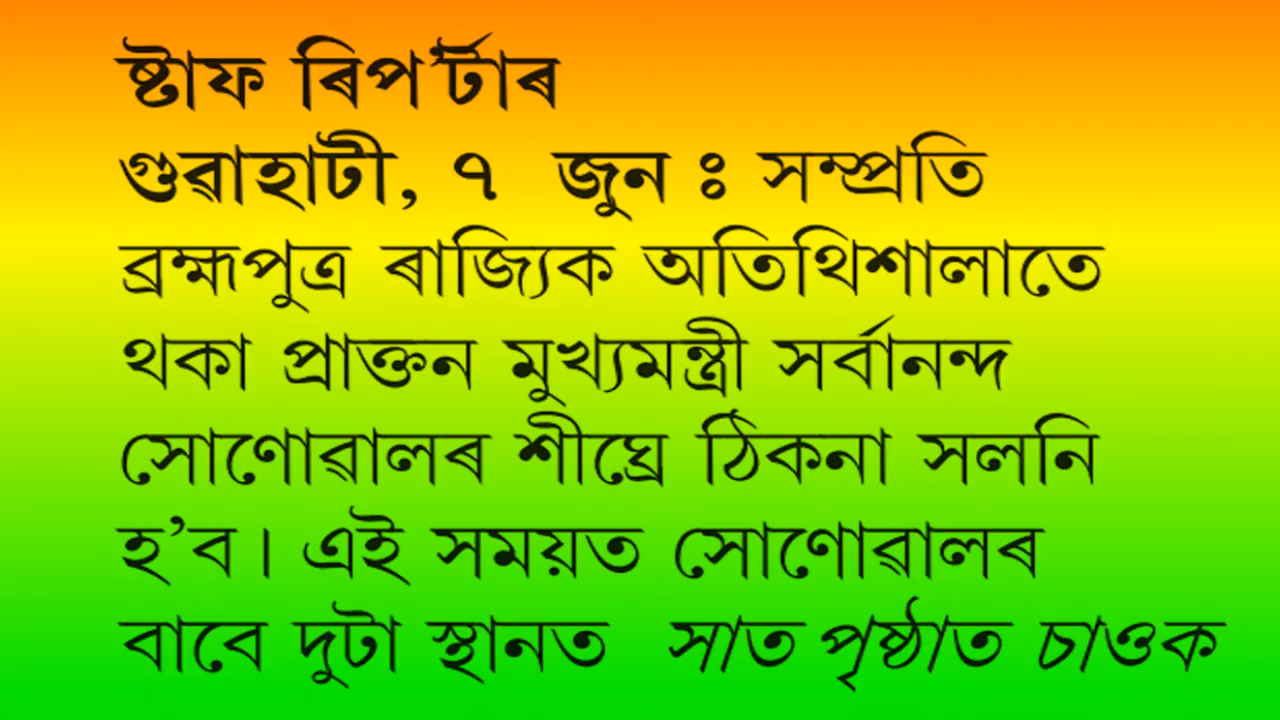 ষ্টাফ ৰিপ'ৰ্টাৰ
গুৱাহাটী, ৭ জুন ঃ সম্প্ৰতি
ব্ৰহ্মপুত্ৰ ৰাজ্যিক অতিথিশালাতে
থকা প্ৰাক্তন মুখ্যমন্ত্ৰী সৰ্বানন্দ
সোণোৱালৰ শীঘ্ৰে ঠিকনা সলনি
হ'ব। এই সময়ত সোণোৱালৰ
বাবে দুটা স্থানত সাত পৃষ্ঠাত চাওক